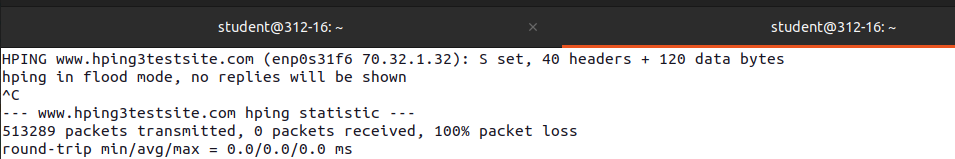 student@312-16: ~ × student@312-16: ~
HPING www.hping3testsite.com (enp0s31f6 70.32.1.32): S set, 40 headers + 120 data bytes
hping in flood mode, no replies will be shown
^C
--- www.hping3testsite.com hping statistic ---
513289 packets transmitted, 0 packets received, 100% packet loss
round-trip min/avg/max = 0.0/0.0/0.0 ms